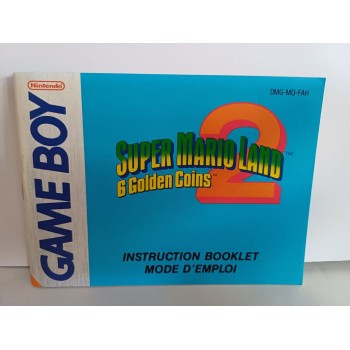 Nintendo
GAME BOY
DMG-MQ-FAH
SUPER MARIO LAND 2
6 Golden Coins
INSTRUCTION BOOKLET
MODE D'EMPLOI